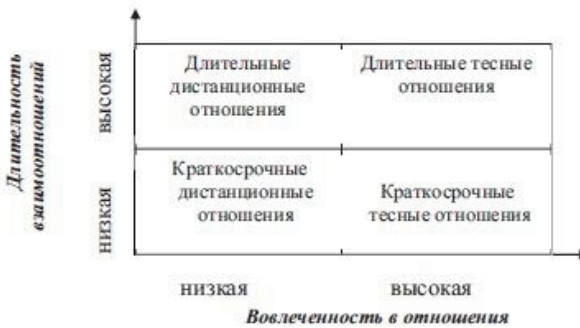 Длительность
взаимоотношений
высокая
Длительные
дистанционные
отношения
Длительные тесные
отношения
низкая
Краткосрочные
дистанционные
отношения
Краткосрочные
тесные отношения
низкая
высокая
Вовлеченность в отношения